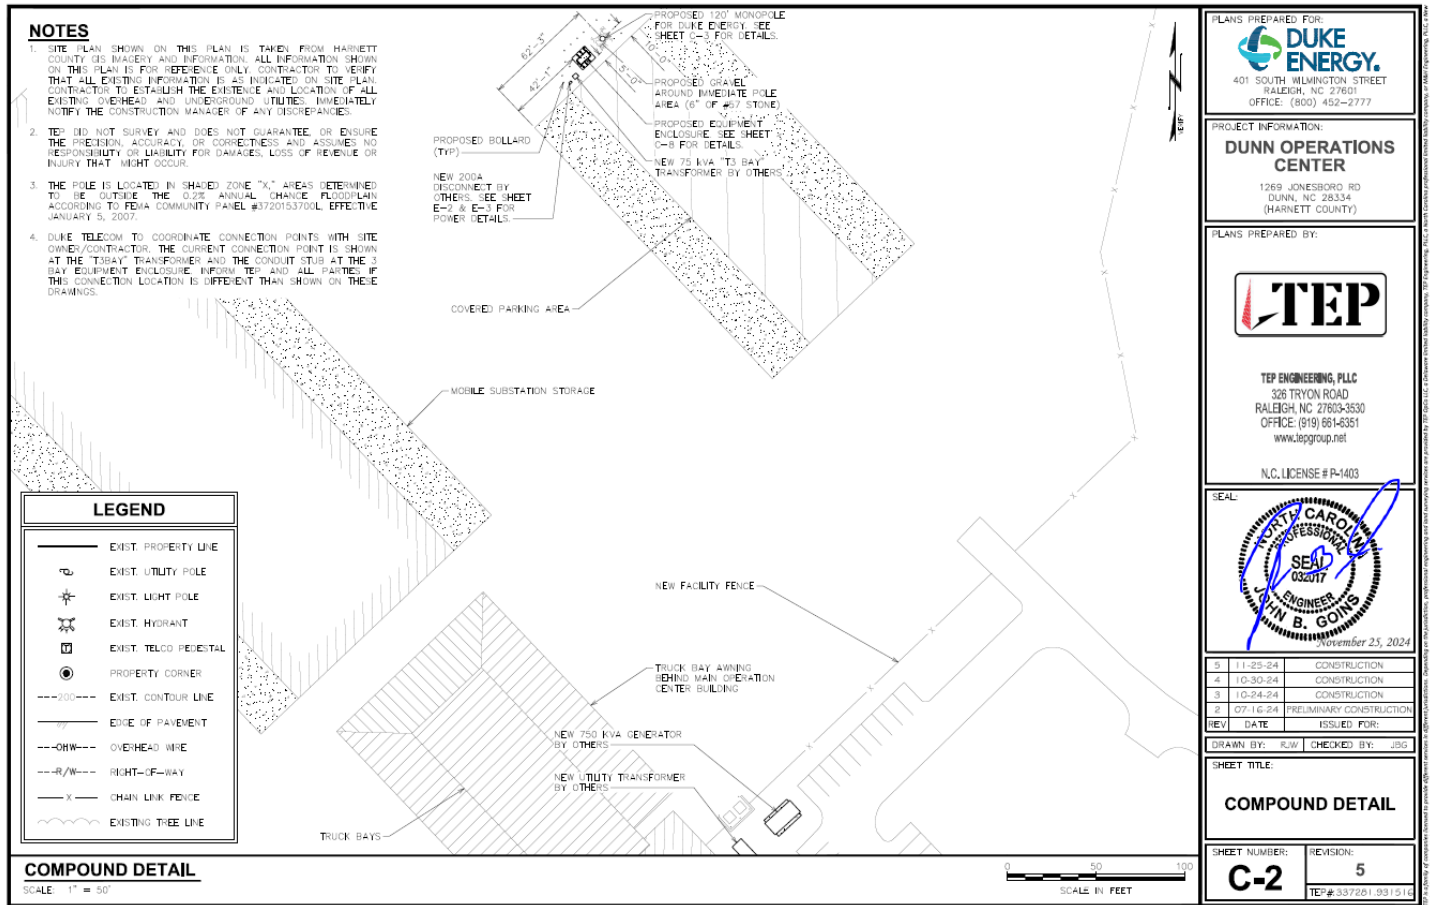 NOTES
1. SITE PLAN SHOWN ON THIS PLAN IS TAKEN FROM HARNETT
COUNTY GIS IMAGERY AND INFORMATION. ALL INFORMATION SHOWN
ON THIS PLAN IS FOR REFERENCE ONLY. CONTRACTOR TO VERIFY
THAT ALL EXISTING INFORMATION IS AS INDICATED ON SITE PLAN.
CONTRACTOR TO ESTABLISH THE EXISTENCE AND LOCATION OF ALL
EXISTING OVERHEAD AND UNDERGROUND UTILITIES. IMMEDIATELY
NOTIFY THE CONSTRUCTION MANAGER OF ANY DISCREPANCIES.
2. TEP DID NOT SURVEY AND DOES NOT GUARANTEE, OR ENSURE
THE PRECISION, ACCURACY, OR CORRECTNESS AND ASSUMES NO
RESPONSIBILITY OR LIABILITY FOR DAMAGES, LOSS OF REVENUE OR
INJURY THAT MIGHT OCCUR.
3. THE POLE IS LOCATED IN SHADED ZONE "X," AREAS DETERMINED
TO BE OUTSIDE THE 0.2% ANNUAL CHANCE FLOODPLAIN
ACCORDING TO FEMA COMMUNITY PANEL #3720153700L, EFFECTIVE
JANUARY 5, 2007.
4. DUKE TELECOM TO COORDINATE CONNECTION POINTS WITH SITE
OWNER/CONTRACTOR. THE CURRENT CONNECTION POINT IS SHOWN
AT THE "T3BAY" TRANSFORMER AND THE CONDUIT STUB AT THE 3
BAY EQUIPMENT ENCLOSURE. INFORM TEP AND ALL PARTIES IF
THIS CONNECTION LOCATION IS DIFFERENT THAN SHOWN ON THESE
DRAWINGS.
62'-3"
42'-1"
10'-0"
5'-0"
PROPOSED 120' MONOPOLE
FOR DUKE ENERGY. SEE
SHEET C-3 FOR DETAILS.
PROPOSED GRAVEL
AROUND IMMEDIATE POLE
AREA (6" OF #57 STONE)
PROPOSED EQUIPMENT
ENCLOSURE. SEE SHEET
C-8 FOR DETAILS.
NEW 75 kVA "T3 BAY"
TRANSFORMER BY OTHERS
PROPOSED BOLLARD
(TYP)
NEW 200A
DISCONNECT BY
OTHERS. SEE SHEET
E-2 & E-3 FOR
POWER DETAILS.
COVERED PARKING AREA
MOBILE SUBSTATION STORAGE
NEW FACILITY FENCE
TRUCK BAY AWNING
BEHIND MAIN OPERATION
CENTER BUILDING
NEW 750 KVA GENERATOR
BY OTHERS
NEW UTILITY TRANSFORMER
BY OTHERS
TRUCK BAYS
VERIFY
LEGEND
EXIST. PROPERTY LINE
EXIST. UTILITY POLE
EXIST. LIGHT POLE
EXIST. HYDRANT
T EXIST. TELCO PEDESTAL
PROPERTY CORNER
---200--- EXIST. CONTOUR LINE
EDGE OF PAVEMENT
---OHW--- OVERHEAD WIRE
---R/W--- RIGHT-OF-WAY
X CHAIN LINK FENCE
EXISTING TREE LINE
COMPOUND DETAIL
SCALE: 1" = 50'
0 50 100
SCALE IN FEET
PLANS PREPARED FOR:
DUKE
ENERGY.
401 SOUTH WILMINGTON STREET
RALEIGH, NC 27601
OFFICE: (800) 452-2777
PROJECT INFORMATION:
DUNN OPERATIONS
CENTER
1269 JONESBORO RD
DUNN, NC 28334
(HARNETT COUNTY)
PLANS PREPARED BY:
TEP
TEP ENGINEERING, PLLC
326 TRYON ROAD
RALEIGH, NC 27603-3530
OFFICE: (919) 661-6351
www.tepgroup.net
N.C. LICENSE # P-1403
SEAL:
NORTH CAROLINA
PROFESSIONAL
SEAL
032017
ENGINEER
JOHN B. GOINS
November 25, 2024
5 11-25-24 CONSTRUCTION
4 10-30-24 CONSTRUCTION
3 10-24-24 CONSTRUCTION
2 07-16-24 PRELIMINARY CONSTRUCTION
REV DATE ISSUED FOR:
DRAWN BY: RJW CHECKED BY: JBG
SHEET TITLE:
COMPOUND DETAIL
SHEET NUMBER:
C-2
REVISION:
5
TEP#:337281.931516